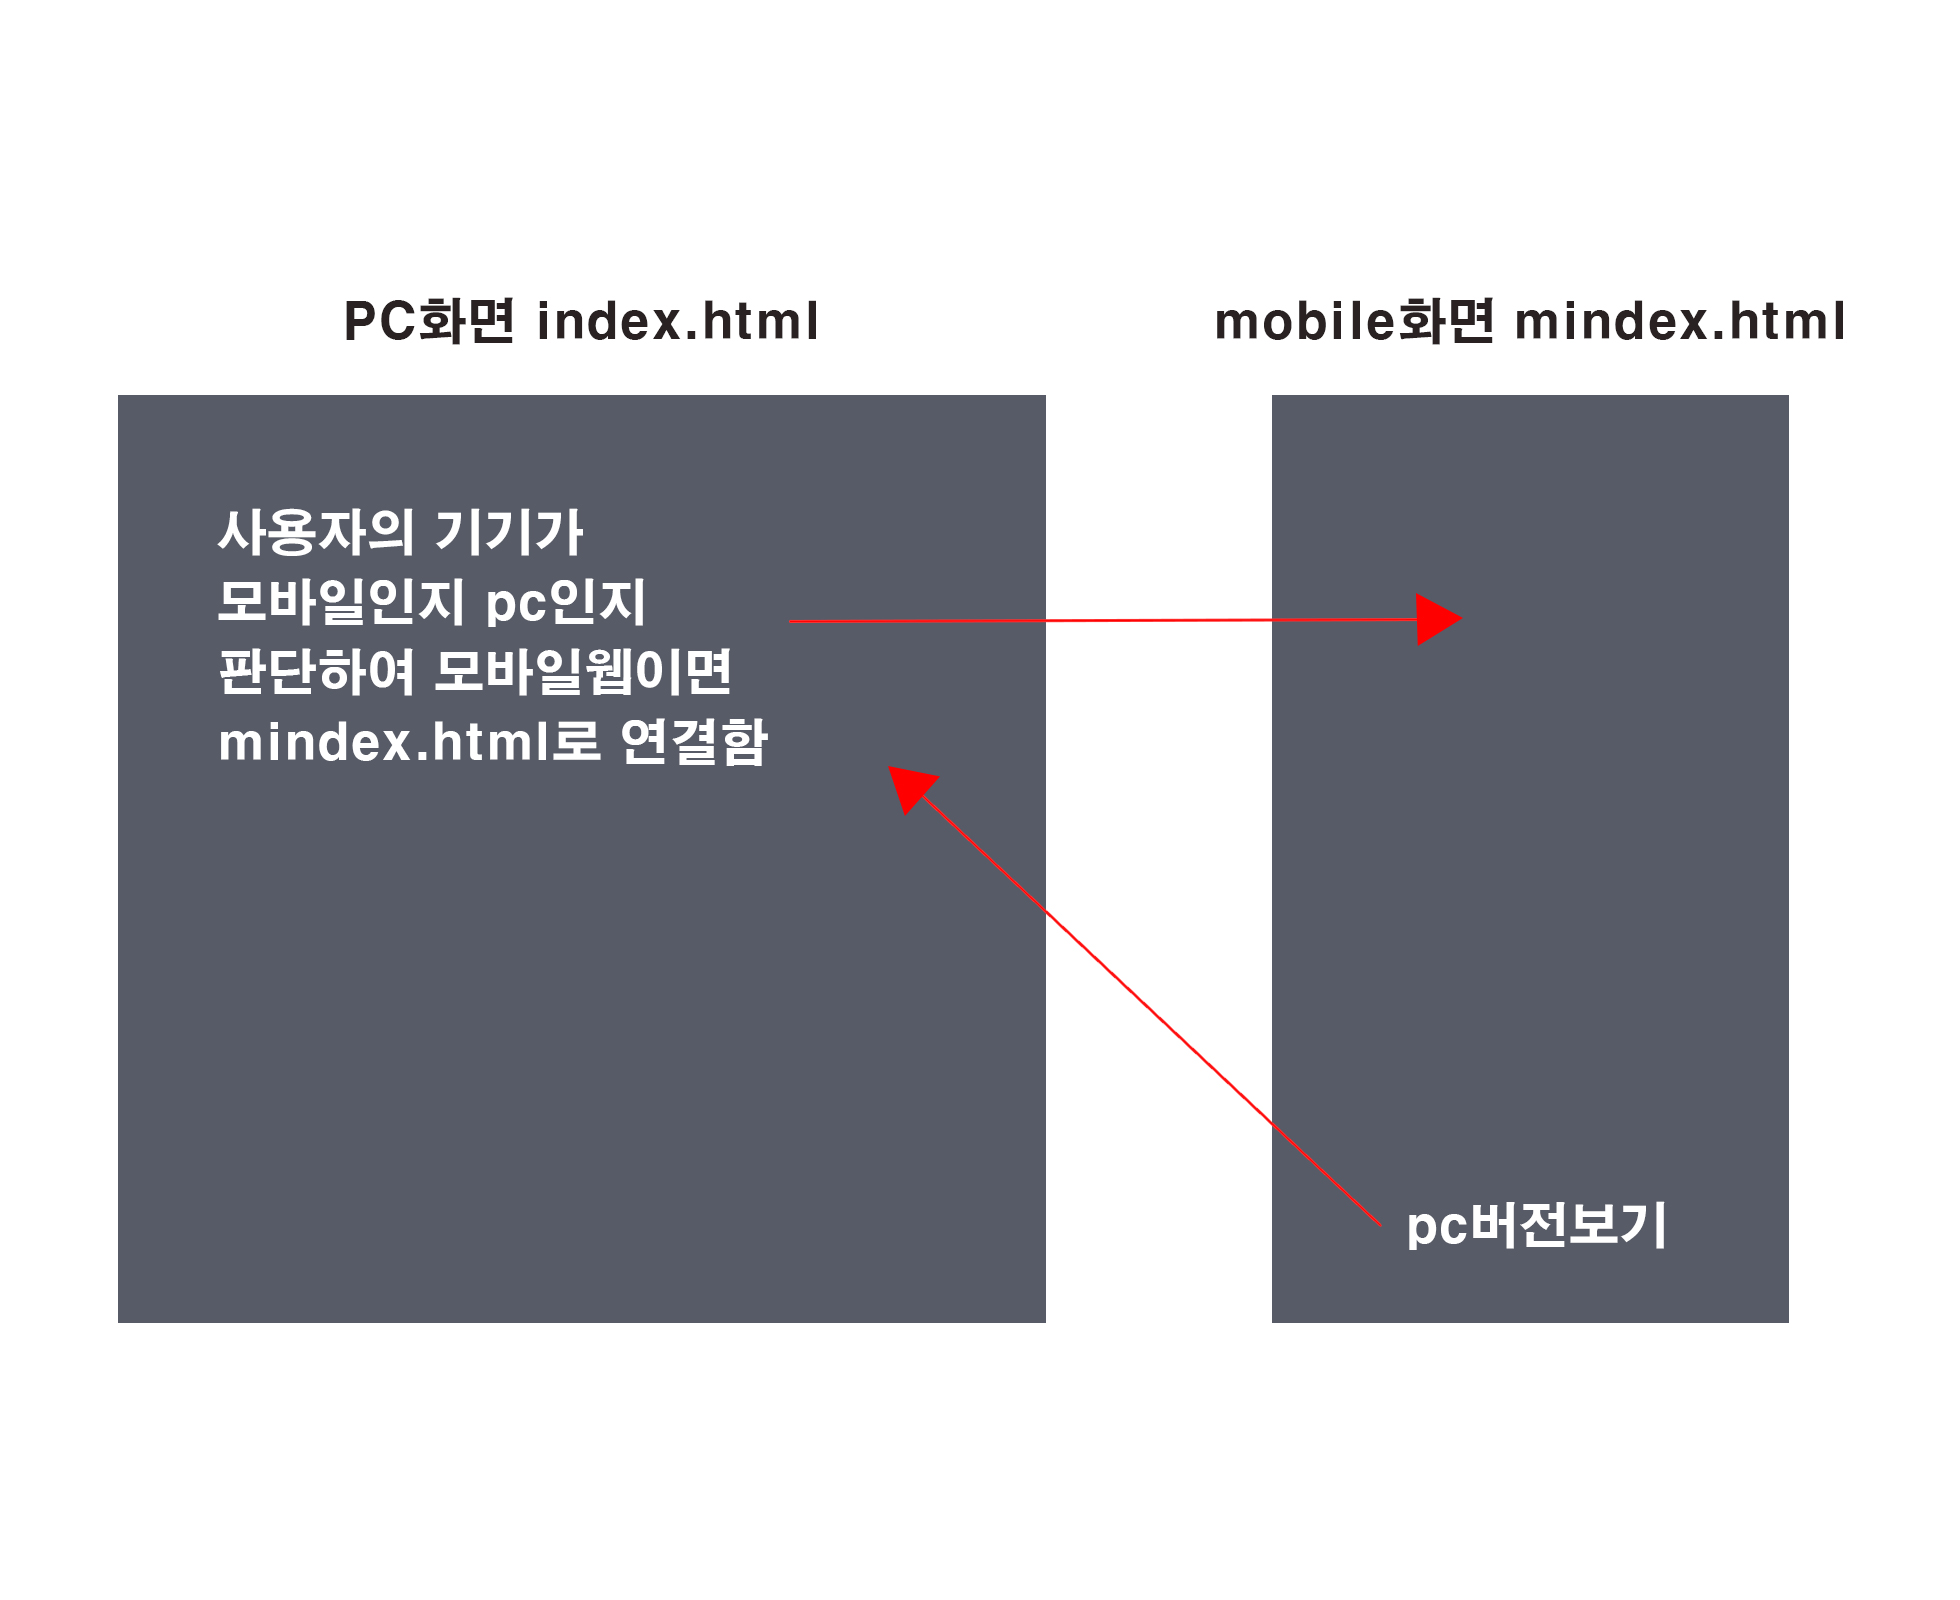 PC화면 index.html
mobile화면 mindex.html
사용자의 기기가
모바일인지 pc인지
판단하여 모바일웹이면
mindex.html로 연결함
pc버전보기